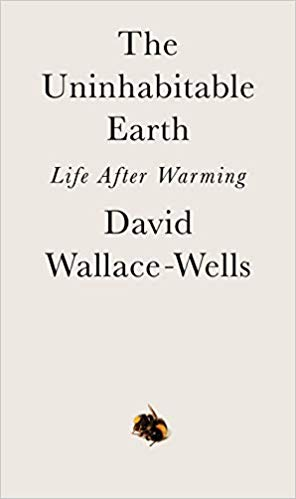 The
Uninhabitable
Earth
Life After Warming
David
Wallace-Wells